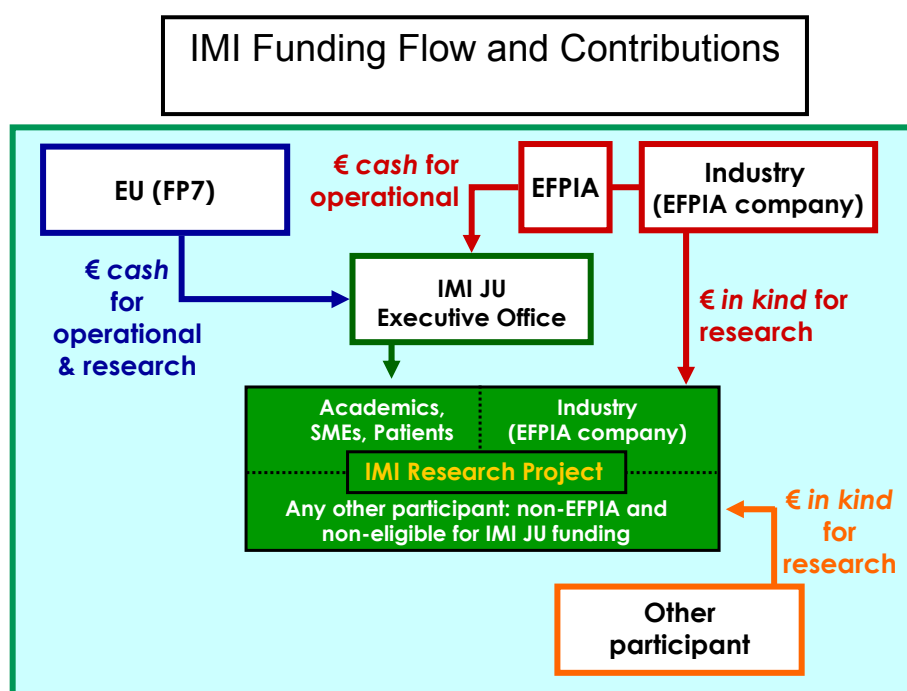 IMI Funding Flow and Contributions
EU (FP7)
€ cash for
operational
EFPIA
Industry
(EFPIA company)
€ cash
for
operational
& research
IMI JU
Executive Office
€ in kind for
research
Academics,
SMEs, Patients
Industry
(EFPIA company)
IMI Research Project
Any other participant: non-EFPIA and
non-eligible for IMI JU funding
€ in kind
for
research
Other
participant